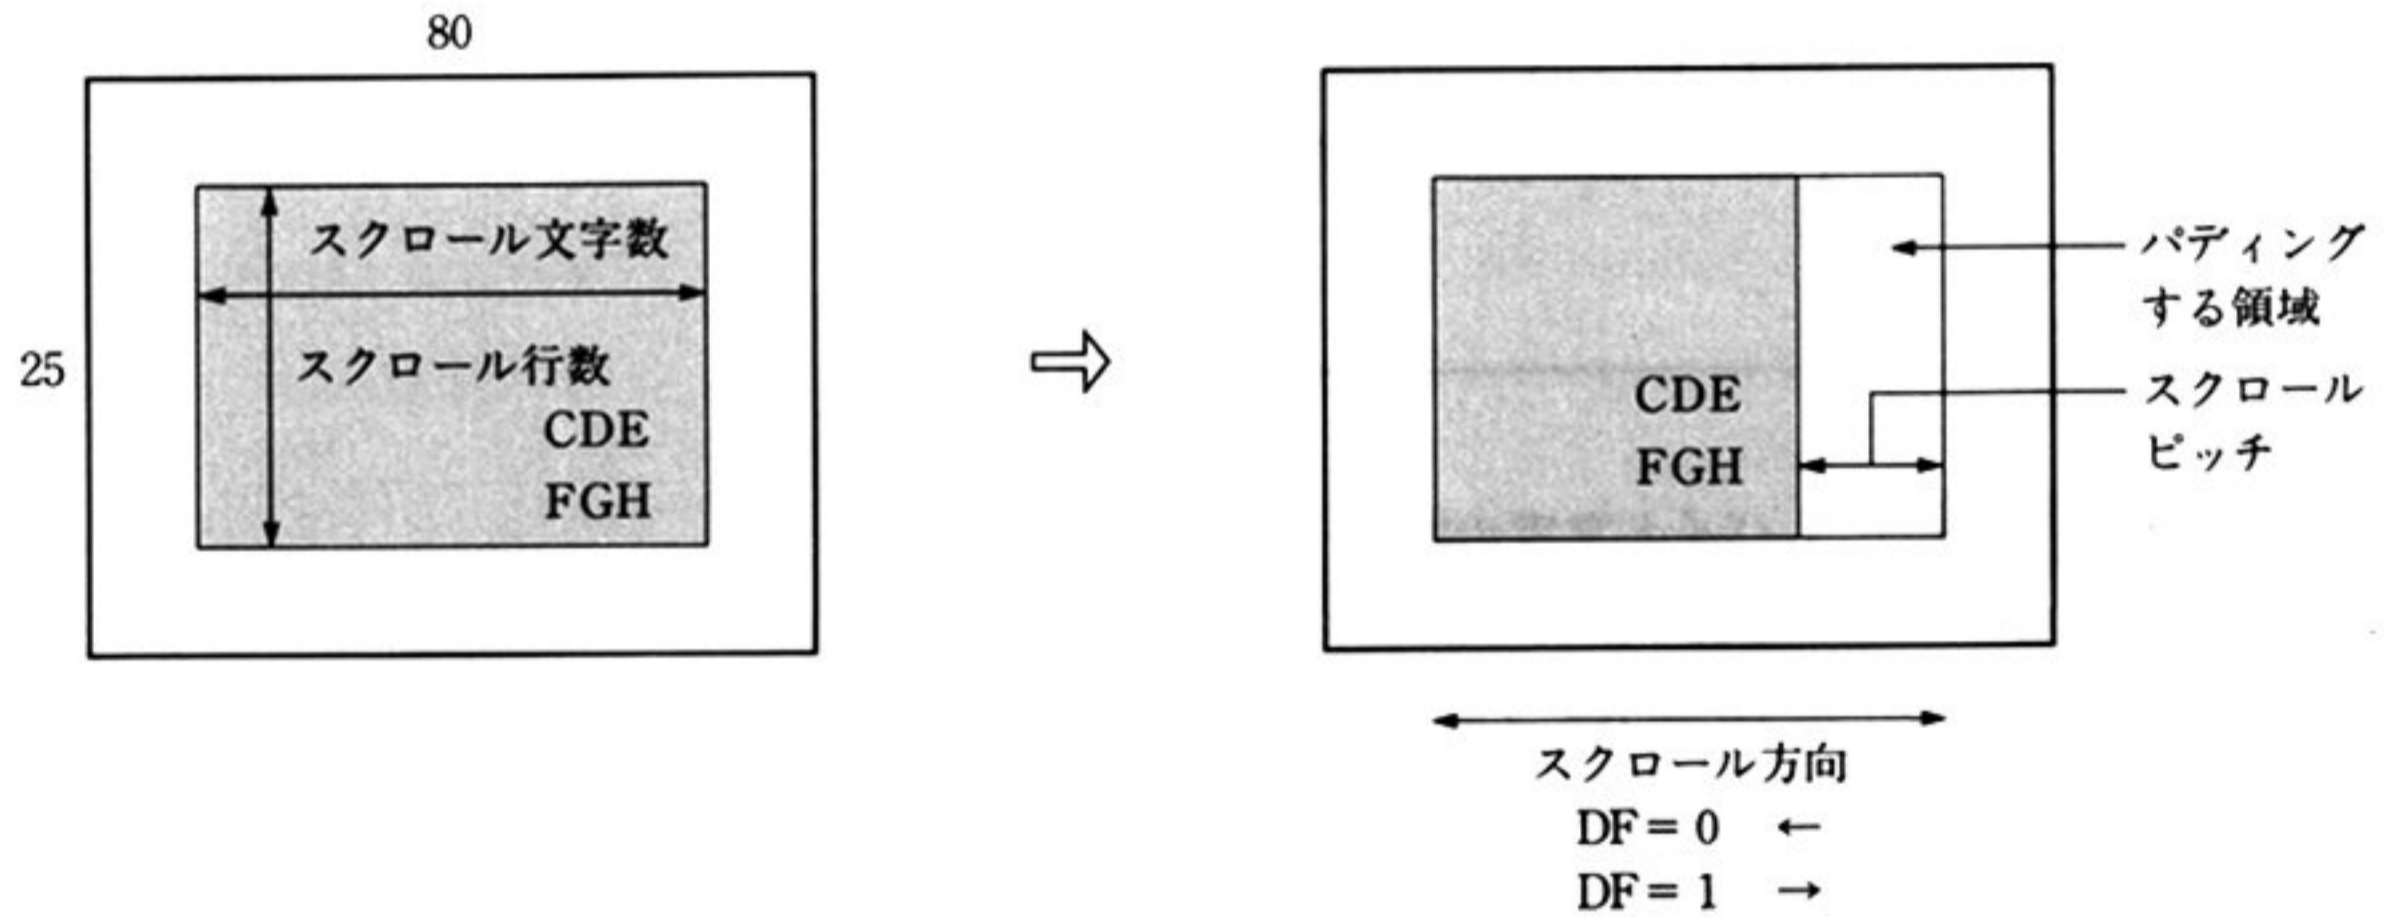 80
25
スクロール文字数
スクロール行数
CDE
FGH
CDE
FGH
パディング
する領域
スクロール
ピッチ
スクロール方向
DF= 0 ←
DF= 1 →